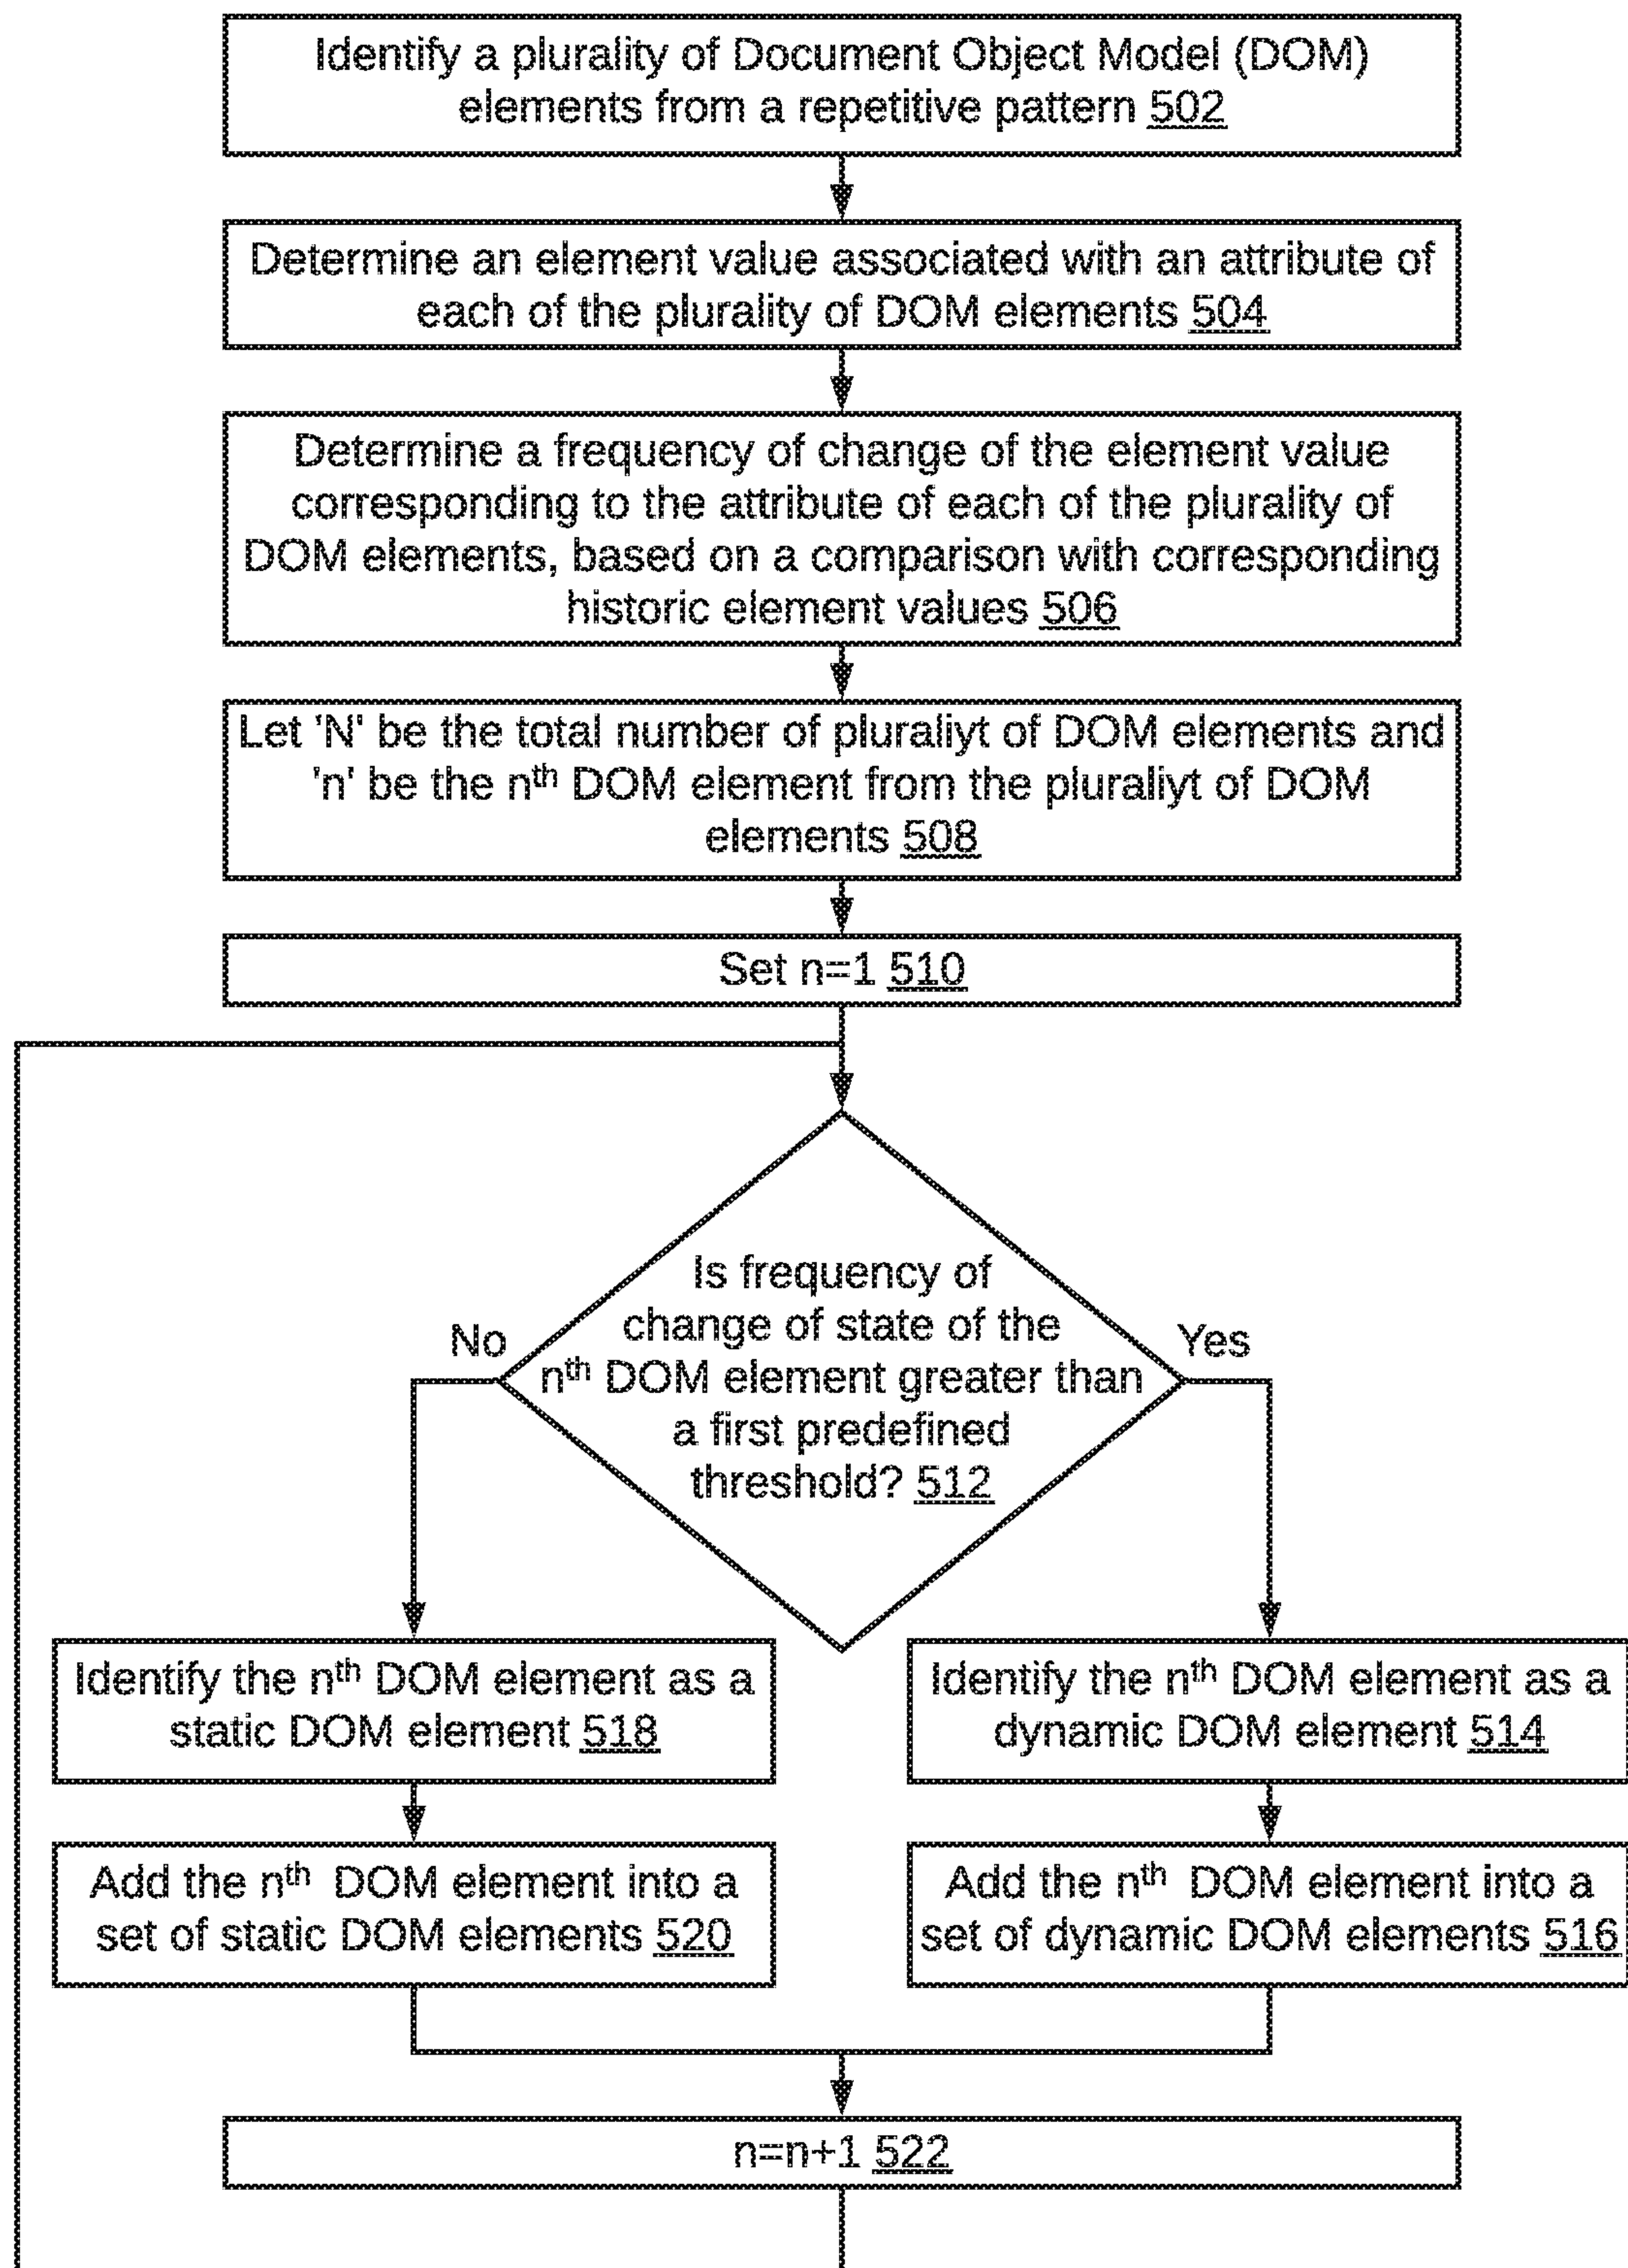 Identify a plurality of Document Object Model (DOM)
elements from a repetitive pattern 502
Determine an element value associated with an attribute of
each of the plurality of DOM elements 504
Determine a frequency of change of the element value
corresponding to the attribute of each of the plurality of
DOM elements, based on a comparison with corresponding
historic element values 506
Let 'N' be the total number of pluraliyt of DOM elements and
'n' be the nth DOM element from the pluraliyt of DOM
elements 508
Set n=1 510
Is frequency of
change of state of the
nth DOM element greater than
a first predefined
threshold? 512
No
Yes
Identify the nth DOM element as a
static DOM element 518
Identify the nth DOM element as a
dynamic DOM element 514
Add the nth DOM element into a
set of static DOM elements 520
Add the nth DOM element into a
set of dynamic DOM elements 516
n=n+1 522